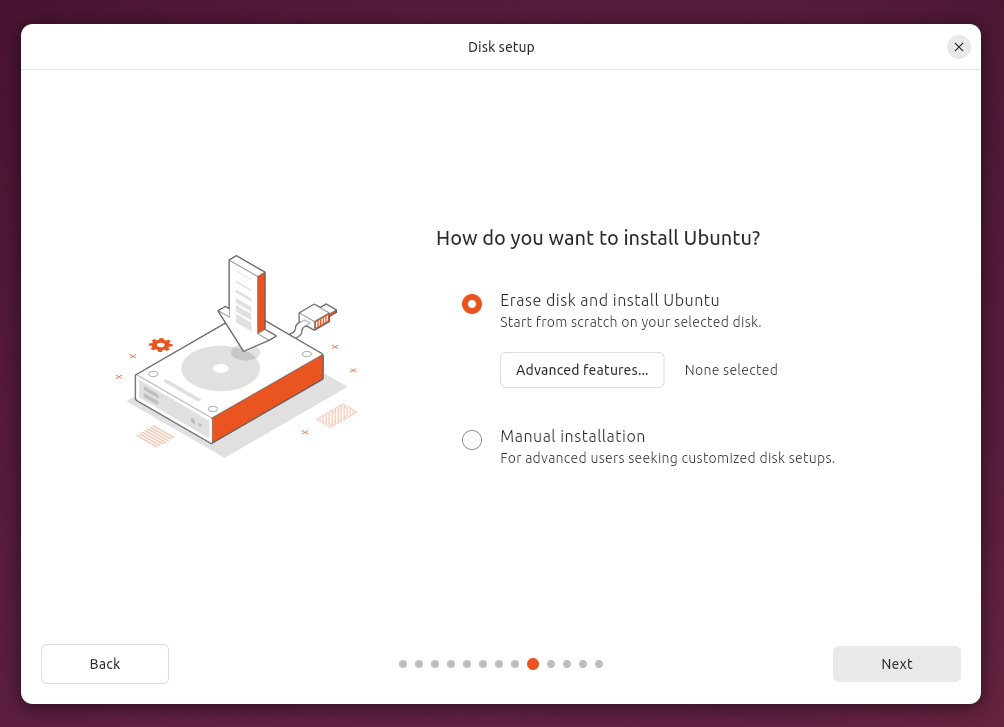 Disk setup
How do you want to install Ubuntu?
Erase disk and install Ubuntu
Start from scratch on your selected disk.
Advanced features... None selected
Manual installation
For advanced users seeking customized disk setups.
Back Next